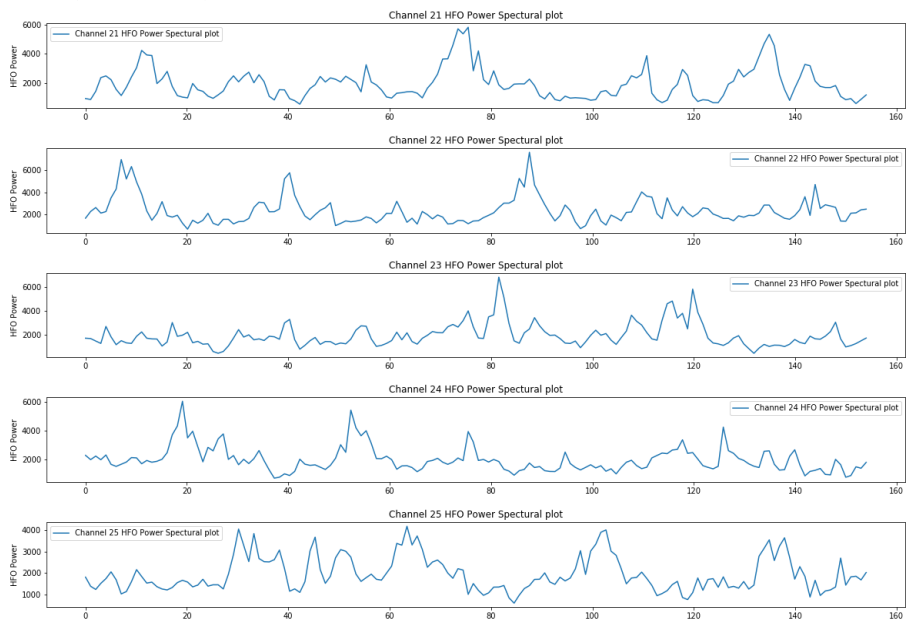 Channel 21 HFO Power Spectural plot
HFO Power
6000
4000
2000
Channel 21 HFO Power Spectural plot
0 20 40 60 80 100 120 140 160
Channel 22 HFO Power Spectural plot
HFO Power
6000
4000
2000
Channel 22 HFO Power Spectural plot
0 20 40 60 80 100 120 140 160
Channel 23 HFO Power Spectural plot
HFO Power
6000
4000
2000
Channel 23 HFO Power Spectural plot
0 20 40 60 80 100 120 140 160
Channel 24 HFO Power Spectural plot
HFO Power
6000
4000
2000
Channel 24 HFO Power Spectural plot
0 20 40 60 80 100 120 140 160
Channel 25 HFO Power Spectural plot
HFO Power
4000
3000
2000
1000
Channel 25 HFO Power Spectural plot
0 20 40 60 80 100 120 140 160